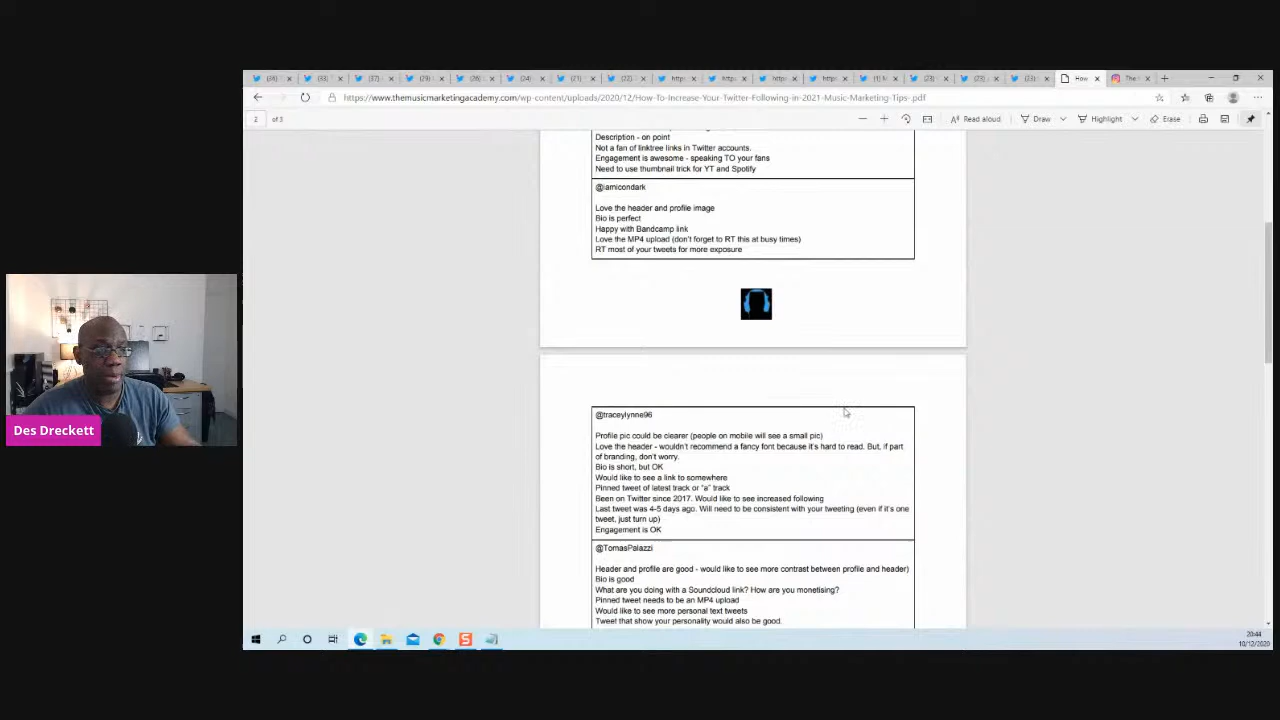 (1)
How
https://www.themusicmarketingacademy.com/wp-content/uploads/2020/12/How-To-Increase-Your-Twitter-Following-in-2021-Music-Marketing-Tips-.pdf
2 of 3 Read aloud Draw Highlight Erase
Description - on point
Not a fan of linktree links in Twitter accounts.
Engagement is awesome - speaking TO your fans
Need to use thumbnail trick for YT and Spotify
@iamicondark
Love the header and profile image
Bio is perfect
Happy with Bandcamp link
Love the MP4 upload (don't forget to RT this at busy times)
RT most of your tweets for more exposure
@traceylynne96
Profile pic could be clearer (people on mobile will see a small pic)
Love the header - wouldn't recommend a fancy font because it's hard to read. But, if part
of branding, don't worry.
Bio is short, but OK
Would like to see a link to somewhere
Pinned tweet of latest track or "a" track
Been on Twitter since 2017. Would like to see increased following
Last tweet was 4-5 days ago. Will need to be consistent with your tweeting (even if it's one
tweet, just turn up)
Engagement is OK
@TomasPalazzi
Header and profile are good - would like to see more contrast between profile and header)
Bio is good
What are you doing with a Soundcloud link? How are you monetising?
Pinned tweet needs to be an MP4 upload
Would like to see more personal text tweets
Tweet that show your personality would also be good.
Des Dreckett
20:44
10/12/2020